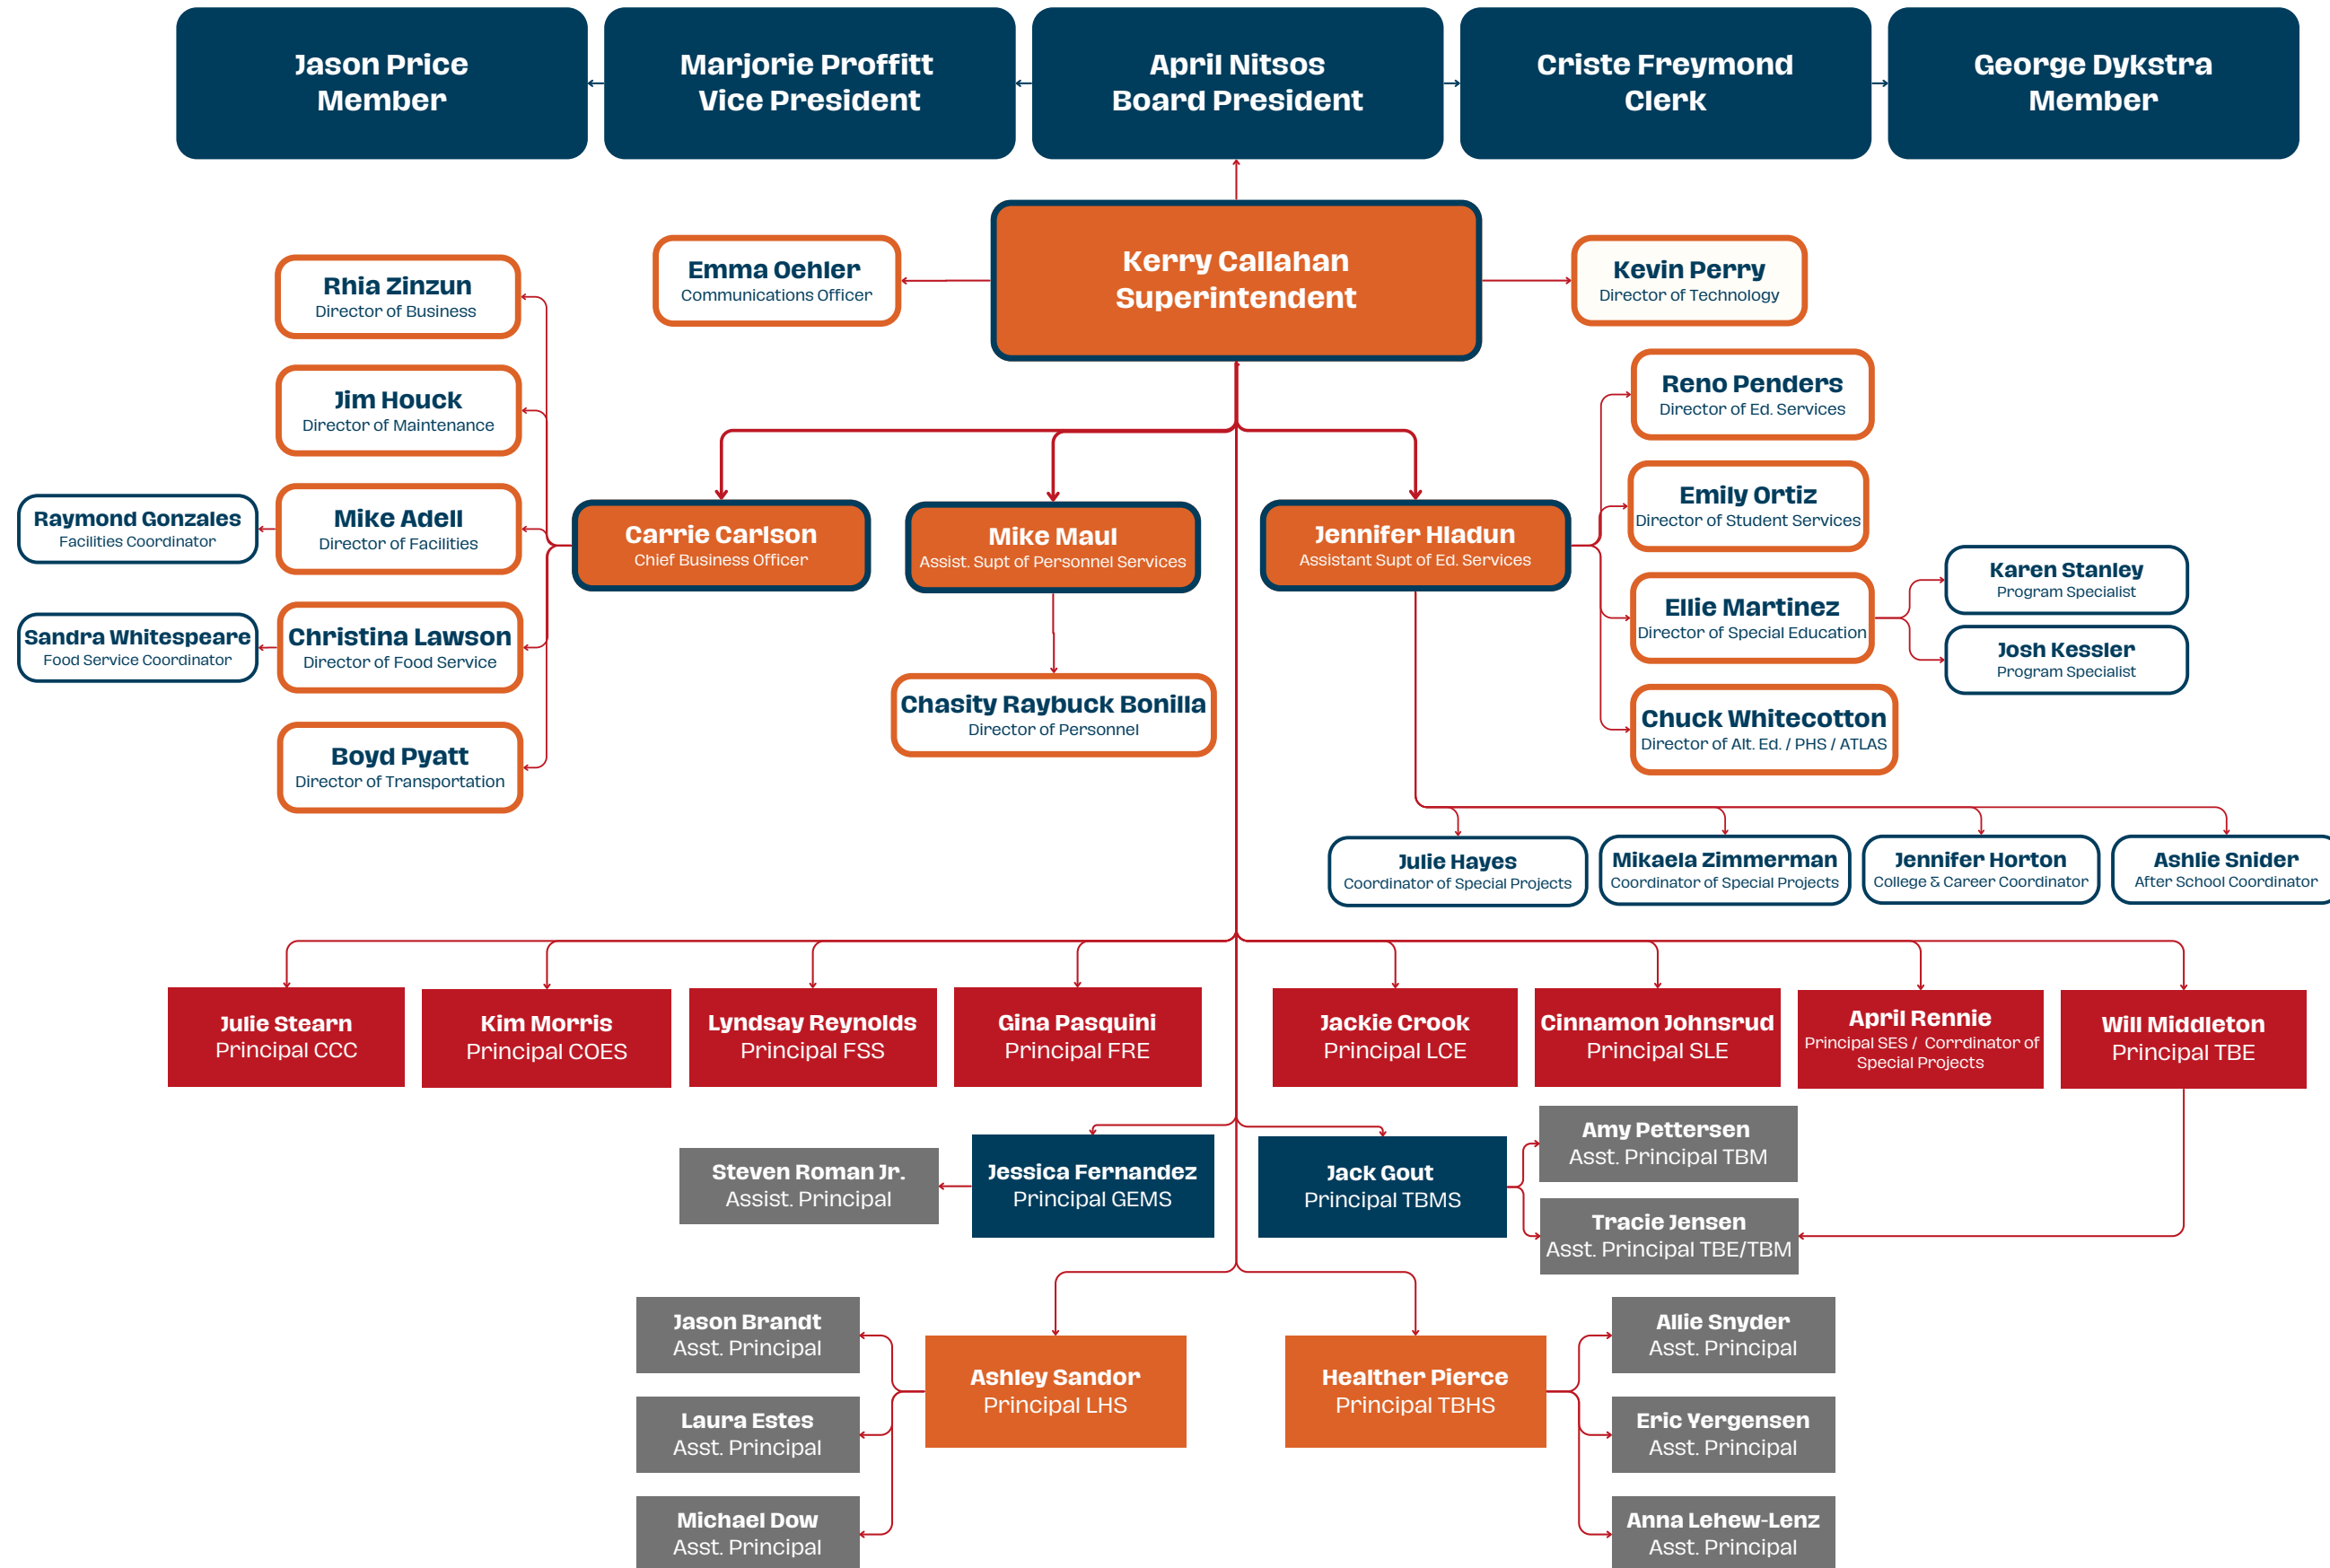 Jason Price
Member
Marjorie Proffitt
Vice President
April Nitsos
Board President
Criste Freymond
Clerk
George Dykstra
Member
Kerry Callahan
Superintendent
Emma Oehler
Communications Officer
Kevin Perry
Director of Technology
Rhia Zinzun
Director of Business
Jim Houck
Director of Maintenance
Raymond Gonzales
Facilities Coordinator
Mike Adell
Director of Facilities
Sandra Whitespeare
Food Service Coordinator
Christina Lawson
Director of Food Service
Boyd Pyatt
Director of Transportation
Carrie Carlson
Chief Business Officer
Mike Maul
Assist. Supt of Personnel Services
Chasity Raybuck Bonilla
Director of Personnel
Jennifer Hladun
Assistant Supt of Ed. Services
Reno Penders
Director of Ed. Services
Emily Ortiz
Director of Student Services
Ellie Martinez
Director of Special Education
Karen Stanley
Program Specialist
Josh Kessler
Program Specialist
Chuck Whitecotton
Director of Alt. Ed. / PHS / ATLAS
Julie Hayes
Coordinator of Special Projects
Mikaela Zimmerman
Coordinator of Special Projects
Jennifer Horton
College & Career Coordinator
Ashlie Snider
After School Coordinator
Julie Stearn
Principal CCC
Kim Morris
Principal COES
Lyndsay Reynolds
Principal FSS
Gina Pasquini
Principal FRE
Jackie Crook
Principal LCE
Cinnamon Johnsrud
Principal SLE
April Rennie
Principal SES / Corrdinator of
Special Projects
Will Middleton
Principal TBE
Steven Roman Jr.
Assist. Principal
Jessica Fernandez
Principal GEMS
Jack Gout
Principal TBMS
Amy Pettersen
Asst. Principal TBM
Tracie Jensen
Asst. Principal TBE/TBM
Jason Brandt
Asst. Principal
Laura Estes
Asst. Principal
Michael Dow
Asst. Principal
Ashley Sandor
Principal LHS
Healther Pierce
Principal TBHS
Allie Snyder
Asst. Principal
Eric Yergensen
Asst. Principal
Anna Lehew-Lenz
Asst. Principal